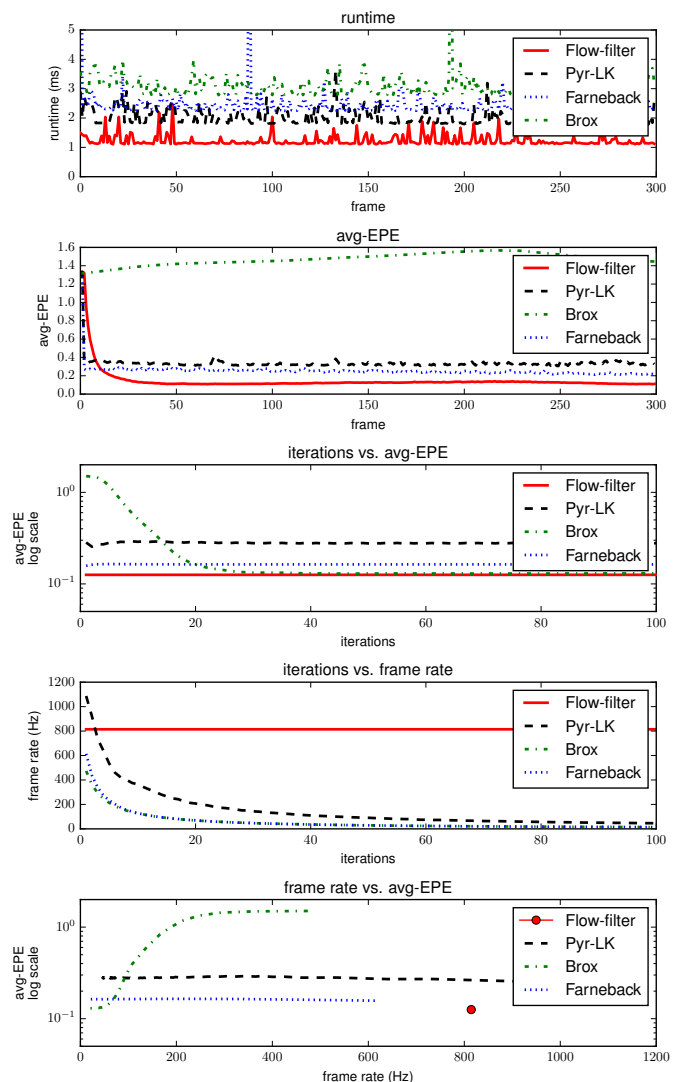 runtime
5
4
3
2
1
0
runtime (ms)
0 50 100 150 200 250 300
frame
Flow-filter
Pyr-LK
Farneback
Brox
avg-EPE
1.6
1.4
1.2
1.0
0.8
0.6
0.4
0.2
0.0
avg-EPE
0 50 100 150 200 250 300
frame
Flow-filter
Pyr-LK
Brox
Farneback
iterations vs. avg-EPE
10⁰
10⁻¹
avg-EPE
log scale
0 20 40 60 80 100
iterations
Flow-filter
Pyr-LK
Brox
Farneback
iterations vs. frame rate
1200
1000
800
600
400
200
0
frame rate (Hz)
0 20 40 60 80 100
iterations
Flow-filter
Pyr-LK
Brox
Farneback
frame rate vs. avg-EPE
10⁰
10⁻¹
avg-EPE
log scale
0 200 400 600 800 1000 1200
frame rate (Hz)
Flow-filter
Pyr-LK
Brox
Farneback